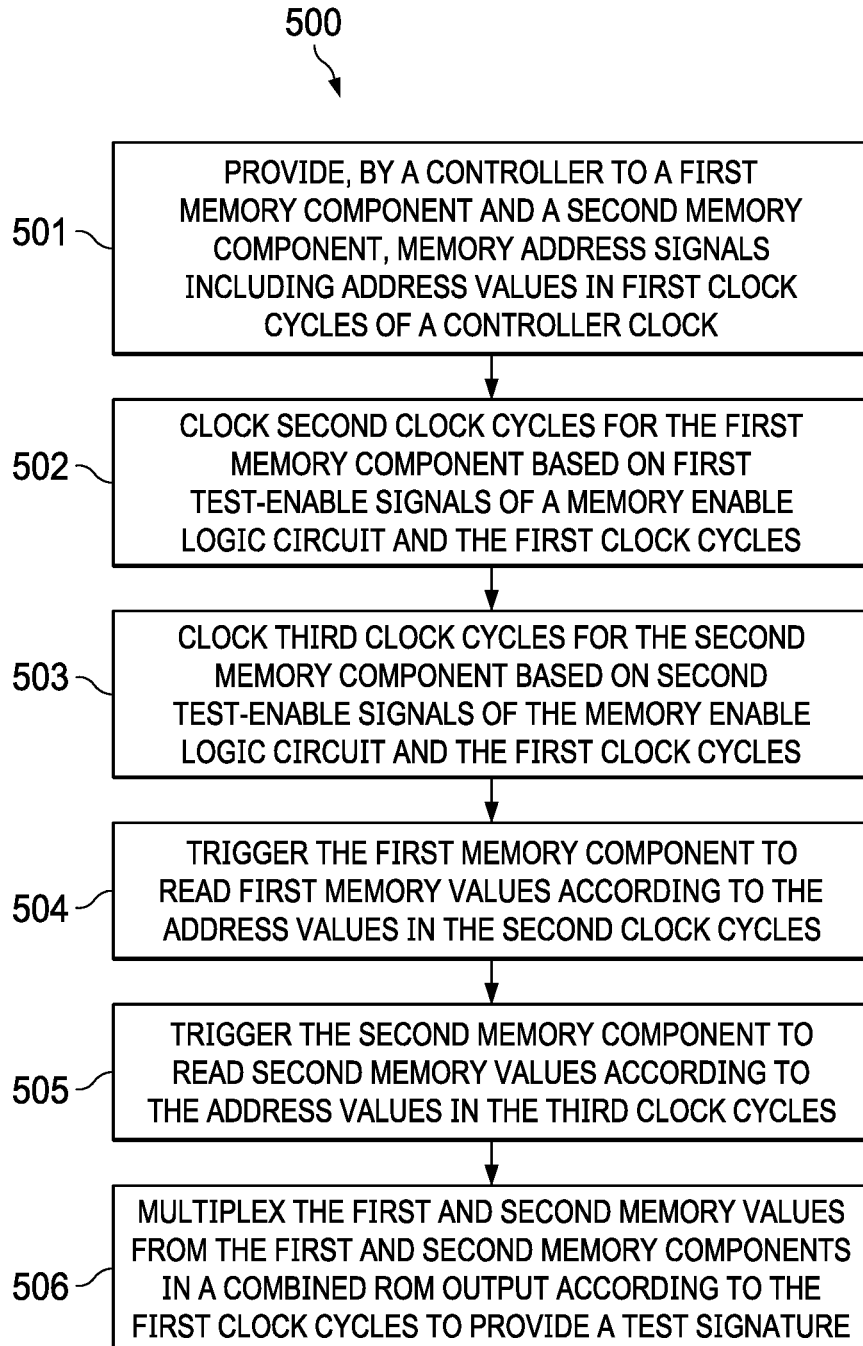 500
PROVIDE, BY A CONTROLLER TO A FIRST
MEMORY COMPONENT AND A SECOND MEMORY
501
COMPONENT, MEMORY ADDRESS SIGNALS
INCLUDING ADDRESS VALUES IN FIRST CLOCK
CYCLES OF A CONTROLLER CLOCK
CLOCK SECOND CLOCK CYCLES FOR THE FIRST
MEMORY COMPONENT BASED ON FIRST
502
TEST-ENABLE SIGNALS OF A MEMORY ENABLE
LOGIC CIRCUIT AND THE FIRST CLOCK CYCLES
CLOCK THIRD CLOCK CYCLES FOR THE SECOND
MEMORY COMPONENT BASED ON SECOND
503
TEST-ENABLE SIGNALS OF THE MEMORY ENABLE
LOGIC CIRCUIT AND THE FIRST CLOCK CYCLES
TRIGGER THE FIRST MEMORY COMPONENT TO
504
READ FIRST MEMORY VALUES ACCORDING TO THE
ADDRESS VALUES IN THE SECOND CLOCK CYCLES
TRIGGER THE SECOND MEMORY COMPONENT TO
505
READ SECOND MEMORY VALUES ACCORDING TO
THE ADDRESS VALUES IN THE THIRD CLOCK CYCLES
MULTIPLEX THE FIRST AND SECOND MEMORY VALUES
FROM THE FIRST AND SECOND MEMORY COMPONENTS
506
IN A COMBINED ROM OUTPUT ACCORDING TO THE
FIRST CLOCK CYCLES TO PROVIDE A TEST SIGNATURE